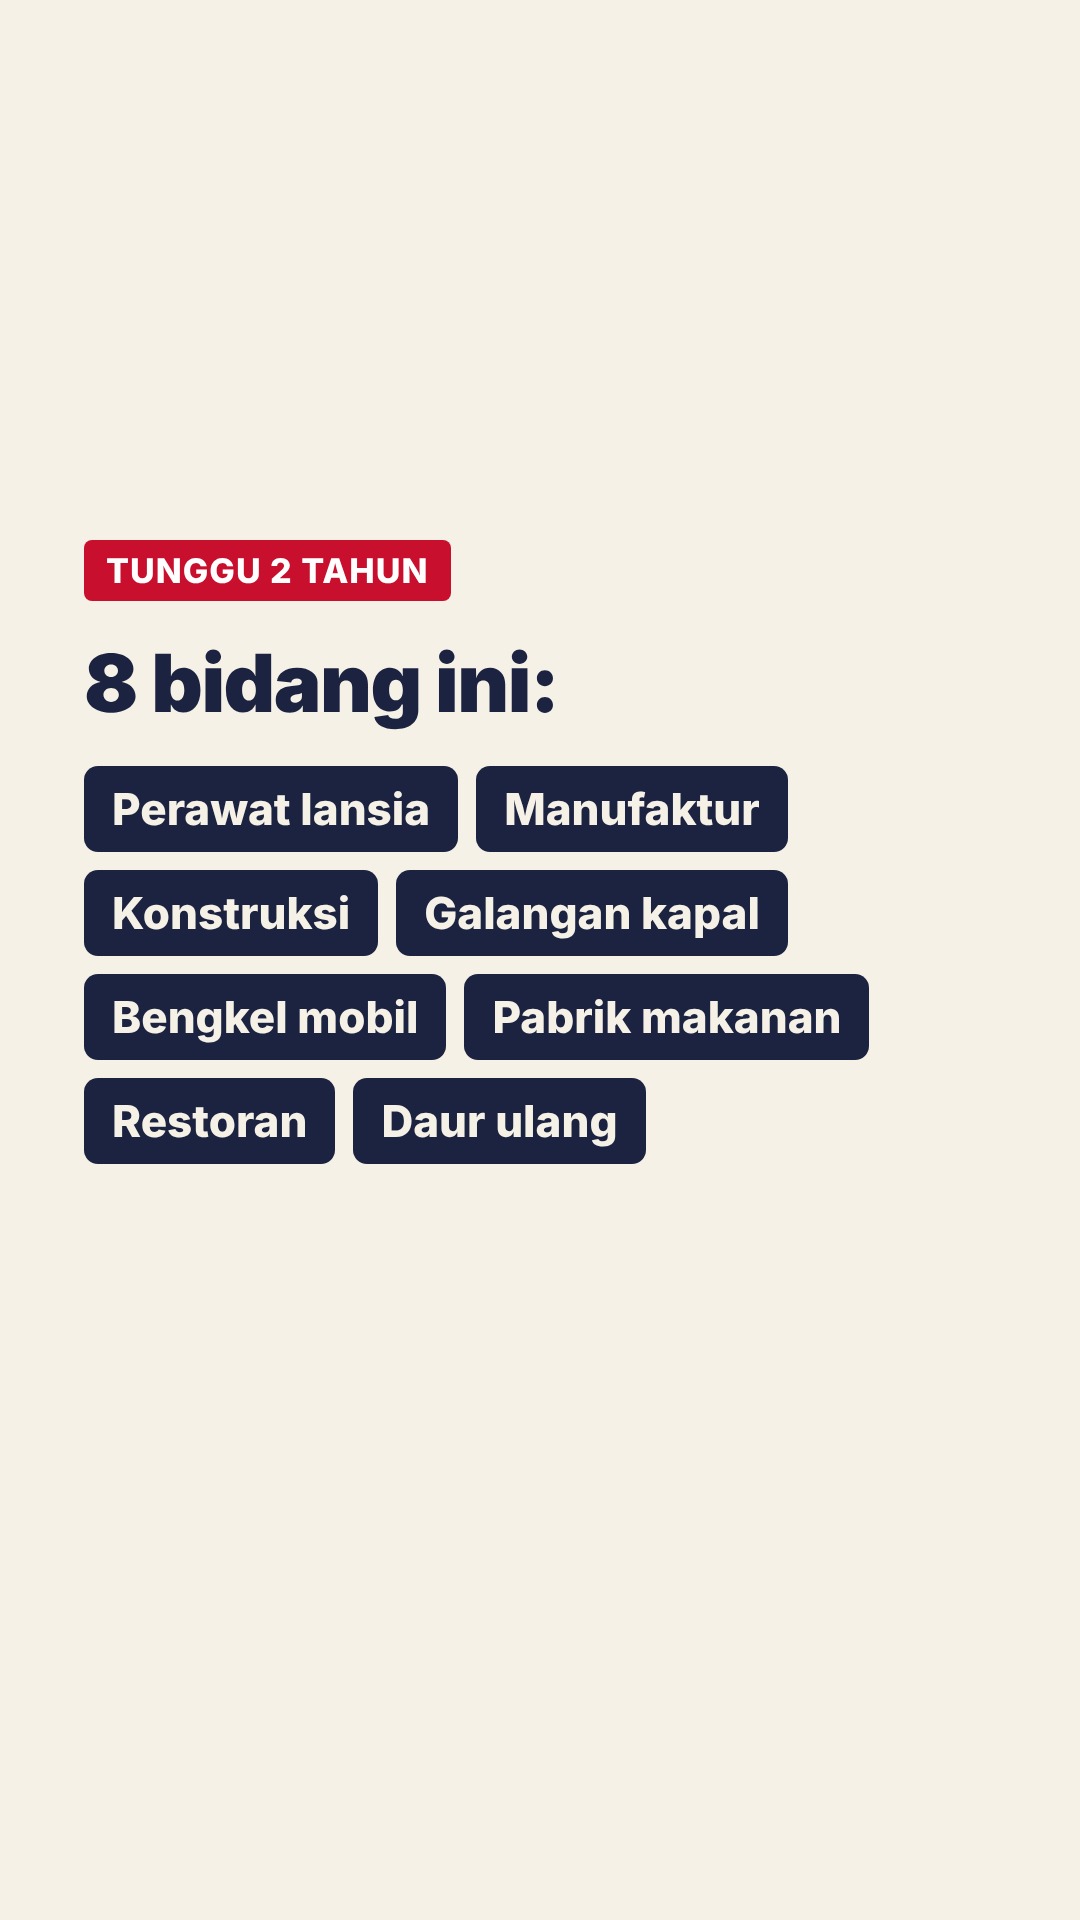 TUNGGU 2 TAHUN
8 bidang ini:
Perawat lansia
Manufaktur
Konstruksi
Galangan kapal
Bengkel mobil
Pabrik makanan
Restoran
Daur ulang